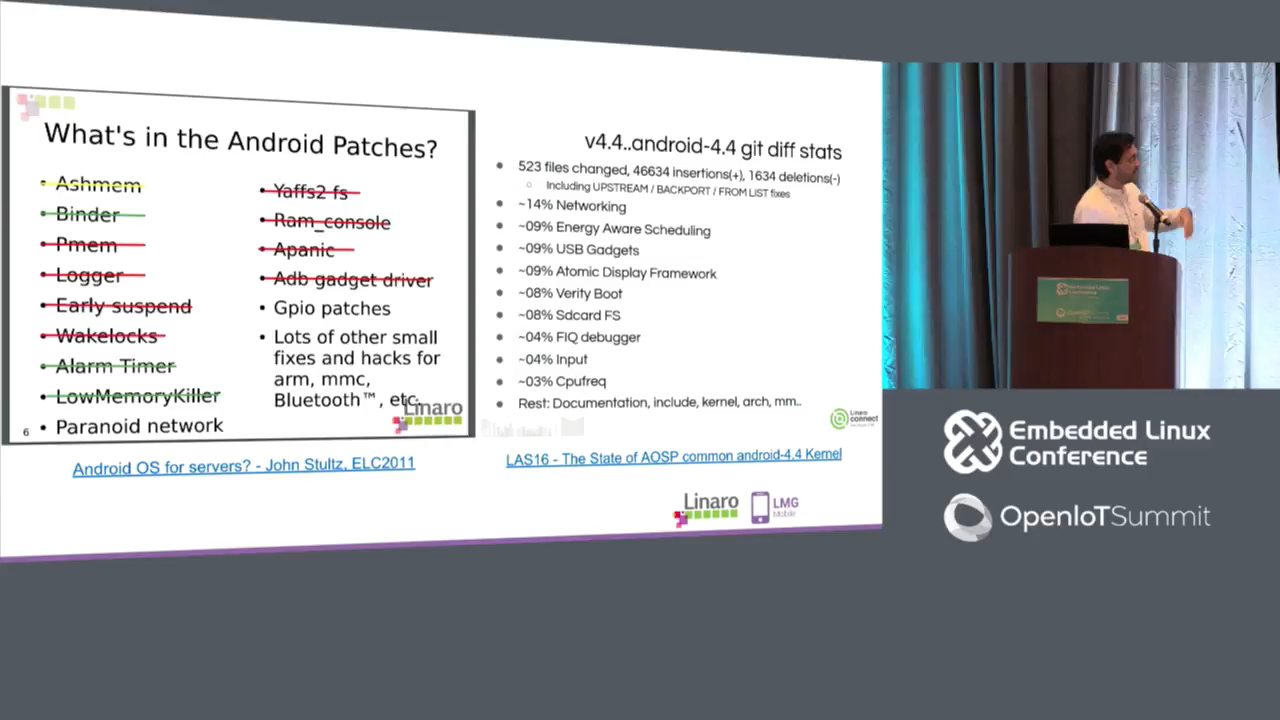 What's in the Android Patches?
• Ashmem
• Binder
• Pmem
• Logger
• Early suspend
• Wakelocks
• Alarm Timer
• LowMemoryKiller
• Paranoid network
• Yaffs2 fs
• Ram_console
• Apanic
• Adb gadget driver
• Gpio patches
• Lots of other small
fixes and hacks for
arm, mmc,
Bluetooth™, etc.
6
Linaro
Android OS for servers? - John Stultz, ELC2011
v4.4..android-4.4 git diff stats
• 523 files changed, 46634 insertions(+), 1634 deletions(-)
○ Including UPSTREAM / BACKPORT / FROM LIST fixes
• ~14% Networking
• ~09% Energy Aware Scheduling
• ~09% USB Gadgets
• ~09% Atomic Display Framework
• ~08% Verity Boot
• ~08% Sdcard FS
• ~04% FIQ debugger
• ~04% Input
• ~03% Cpufreq
• Rest: Documentation, include, kernel, arch, mm..
Linaro
connect
LAS16 - The State of AOSP common android-4.4 Kernel
Linaro
LMG
Mobile
Embedded Linux
Conference
OpenIoT
Embedded Linux
Conference
OpenIoTSummit